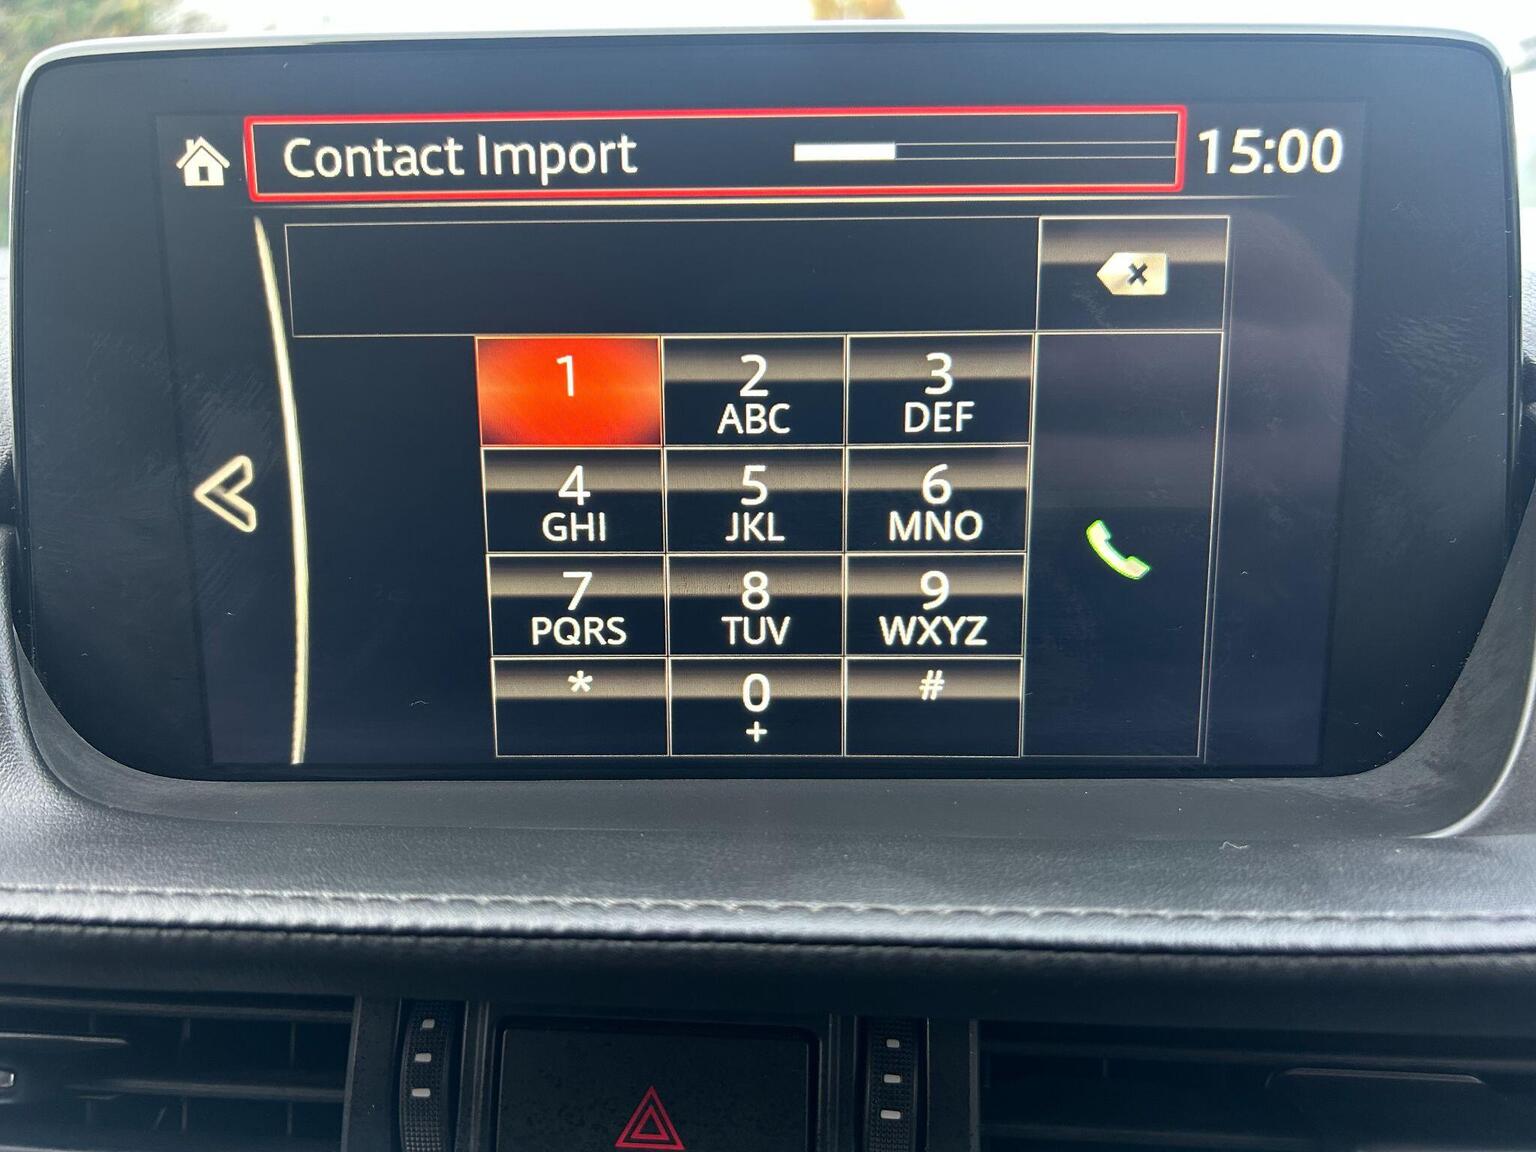 Contact Import
15:00
1
2
ABC
3
DEF
4
GHI
5
JKL
6
MNO
7
PQRS
8
TUV
9
WXYZ
*
0
+
#